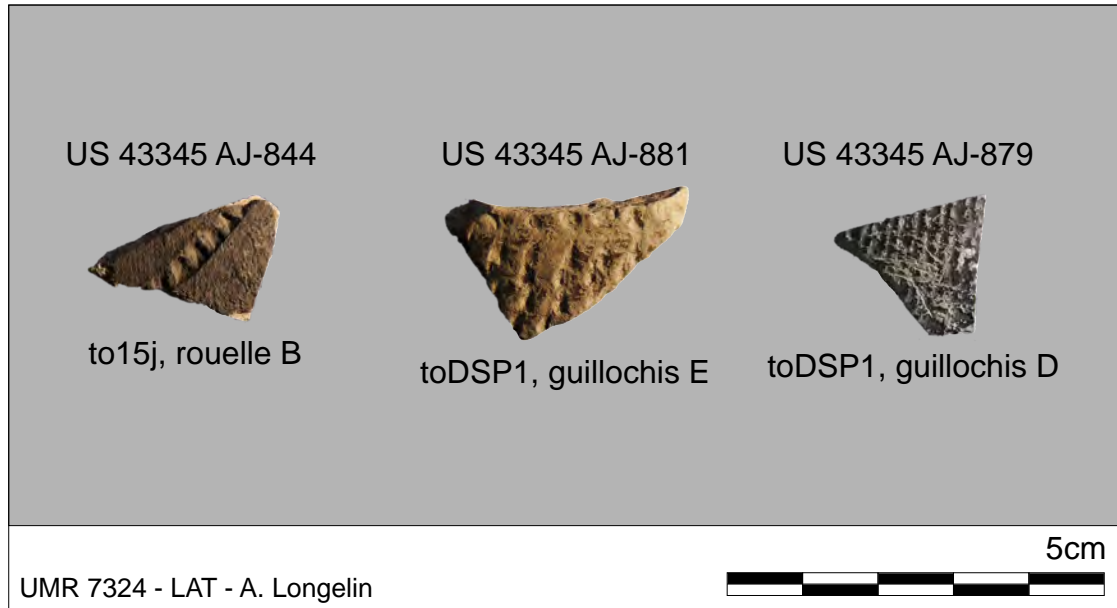 US 43345 AJ-844
US 43345 AJ-881
US 43345 AJ-879
to15j, rouelle B
toDSP1, guillochis E
toDSP1, guillochis D
5cm
UMR 7324 - LAT - A. Longelin